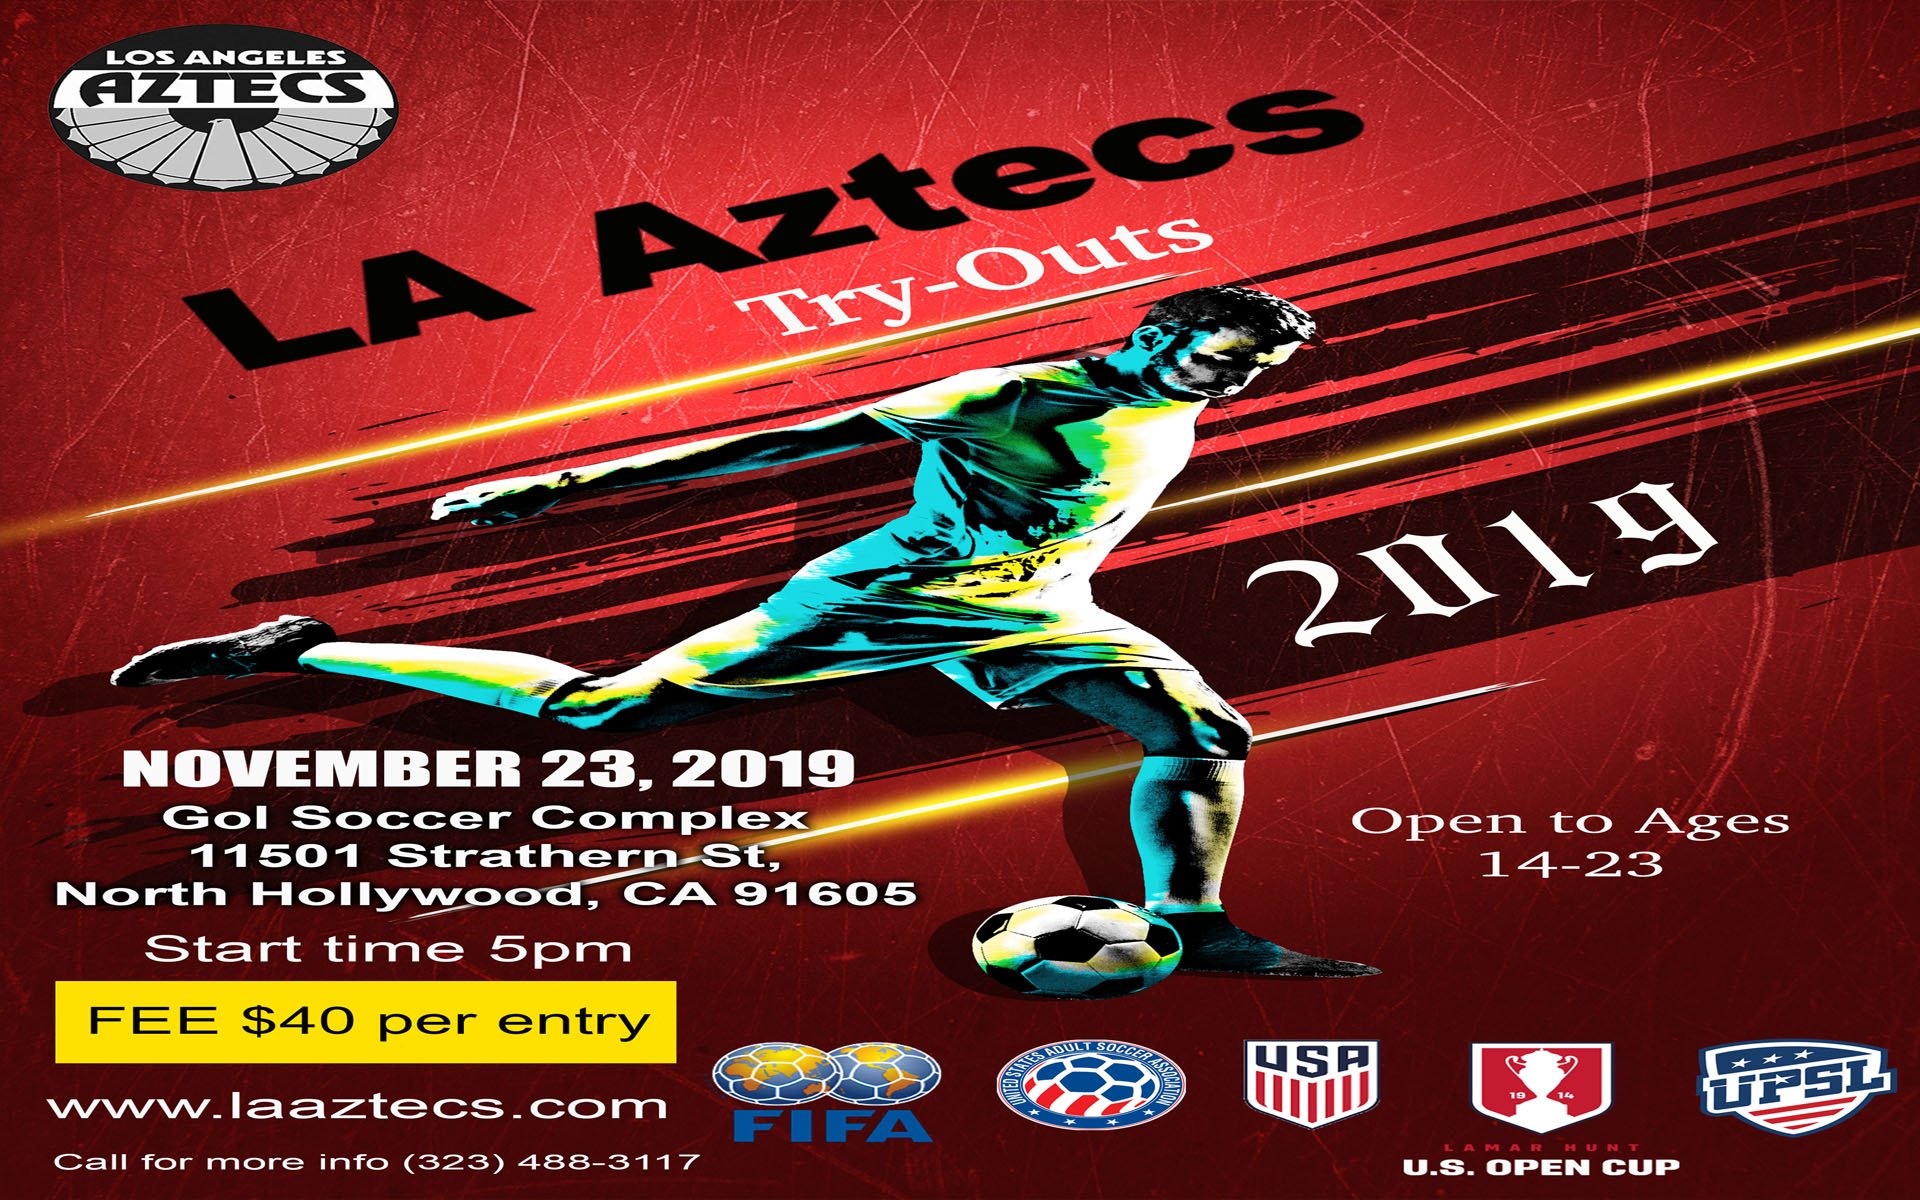 LOS ANGELES
AZTECS
LA Aztecs
Try-Outs
2019
NOVEMBER 23, 2019
Gol Soccer Complex
11501 Strathern St,
North Hollywood, CA 91605
Start time 5pm
FEE $40 per entry
www.laaztecs.com
Call for more info (323) 488-3117
Open to Ages
14-23
FIFA
UNITED STATES ADULT SOCCER ASSOCIATION
USA
19 14
LAMAR HUNT
U.S. OPEN CUP
UPSL